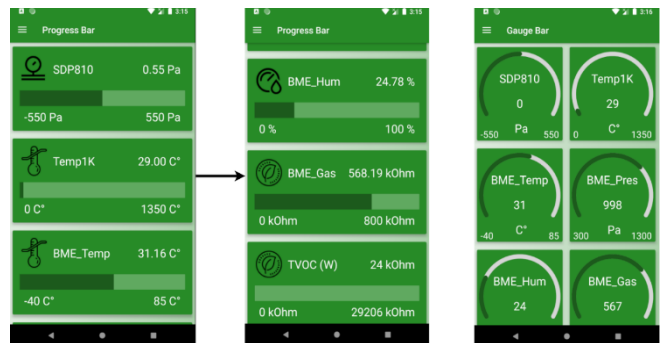 3:15
Progress Bar
SDP810 0.55 Pa
-550 Pa 550 Pa
Temp1K 29.00 C°
0 C° 1350 C°
BME_Temp 31.16 C°
-40 C° 85 C°
3:15
Progress Bar
BME_Hum 24.78 %
0 % 100 %
BME_Gas 568.19 kOhm
0 kOhm 800 kOhm
TVOC (W) 24 kOhm
0 kOhm 29206 kOhm
3:16
Gauge Bar
SDP810
0
-550 Pa 550
Temp1K
29
0 C° 1350
BME_Temp
31
-40 C° 85
BME_Pres
998
300 Pa 1300
BME_Hum
24
BME_Gas
567